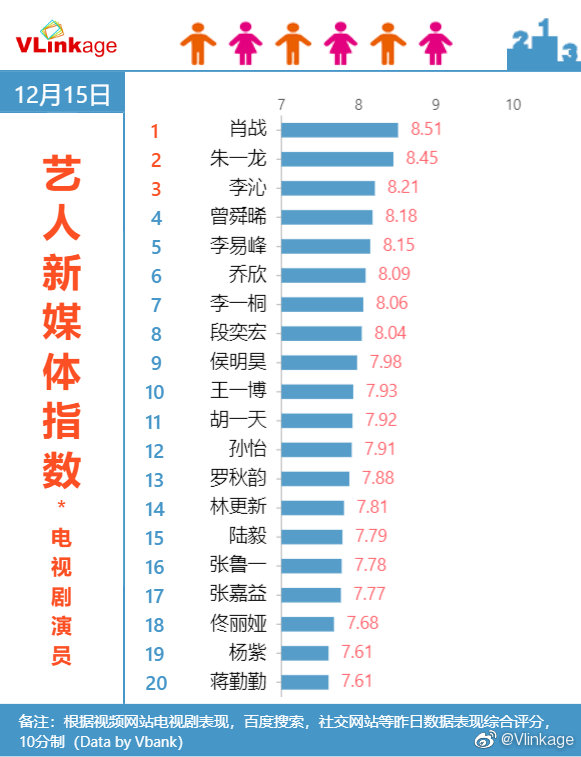 VLinkage
1
2
3
12月15日
艺人新媒体指数
*
电视剧演员
7 8 9 10
1 肖战 8.51
2 朱一龙 8.45
3 李沁 8.21
4 曾舜晞 8.18
5 李易峰 8.15
6 乔欣 8.09
7 李一桐 8.06
8 段奕宏 8.04
9 侯明昊 7.98
10 王一博 7.93
11 胡一天 7.92
12 孙怡 7.91
13 罗秋韵 7.88
14 林更新 7.81
15 陆毅 7.79
16 张鲁一 7.78
17 张嘉益 7.77
18 佟丽娅 7.68
19 杨紫 7.61
20 蒋勤勤 7.61
备注：根据视频网站电视剧表现，百度搜索，社交网站等昨日数据表现综合评分，
10分制（Data by Vbank）
@Vlinkage